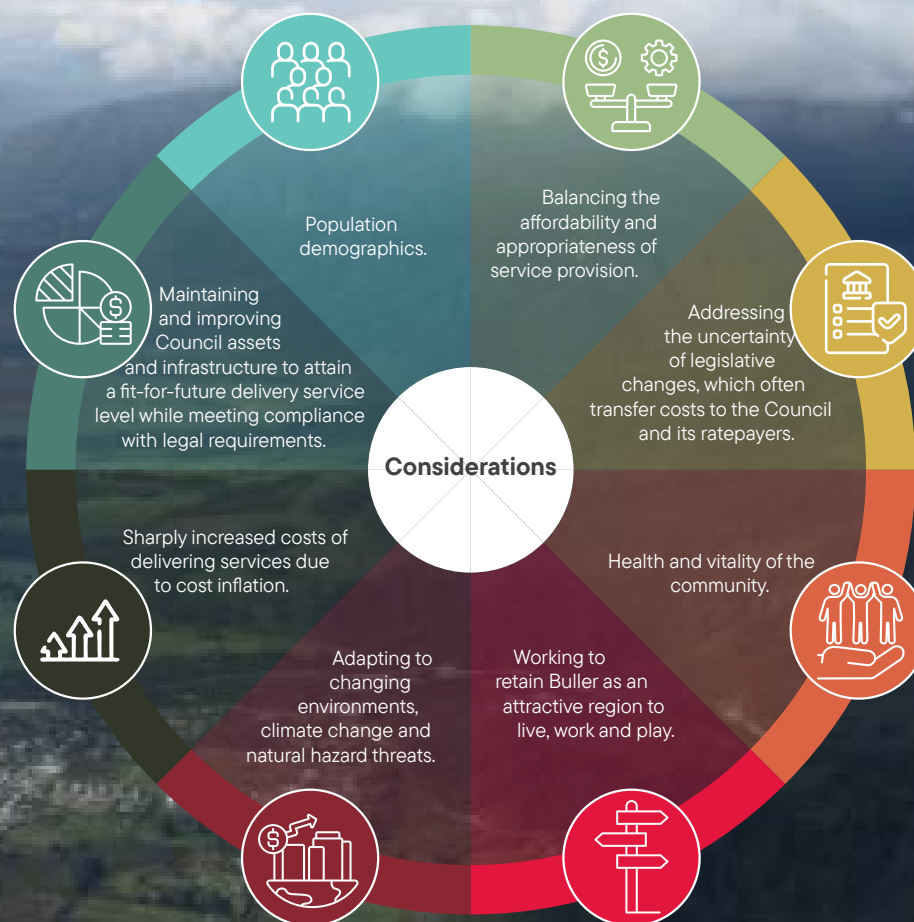 Population
demographics.
Balancing the
affordability and
appropriateness of
service provision.
Addressing
the uncertainty
of legislative
changes, which often
transfer costs to the Council
and its ratepayers.
Health and vitality of the
community.
Working to
retain Buller as an
attractive region to
live, work and play.
Adapting to
changing
environments,
climate change and
natural hazard threats.
Sharply increased costs of
delivering services due
to cost inflation.
Maintaining
and improving
Council assets
and infrastructure to attain
a fit-for-future delivery service
level while meeting compliance
with legal requirements.
Considerations